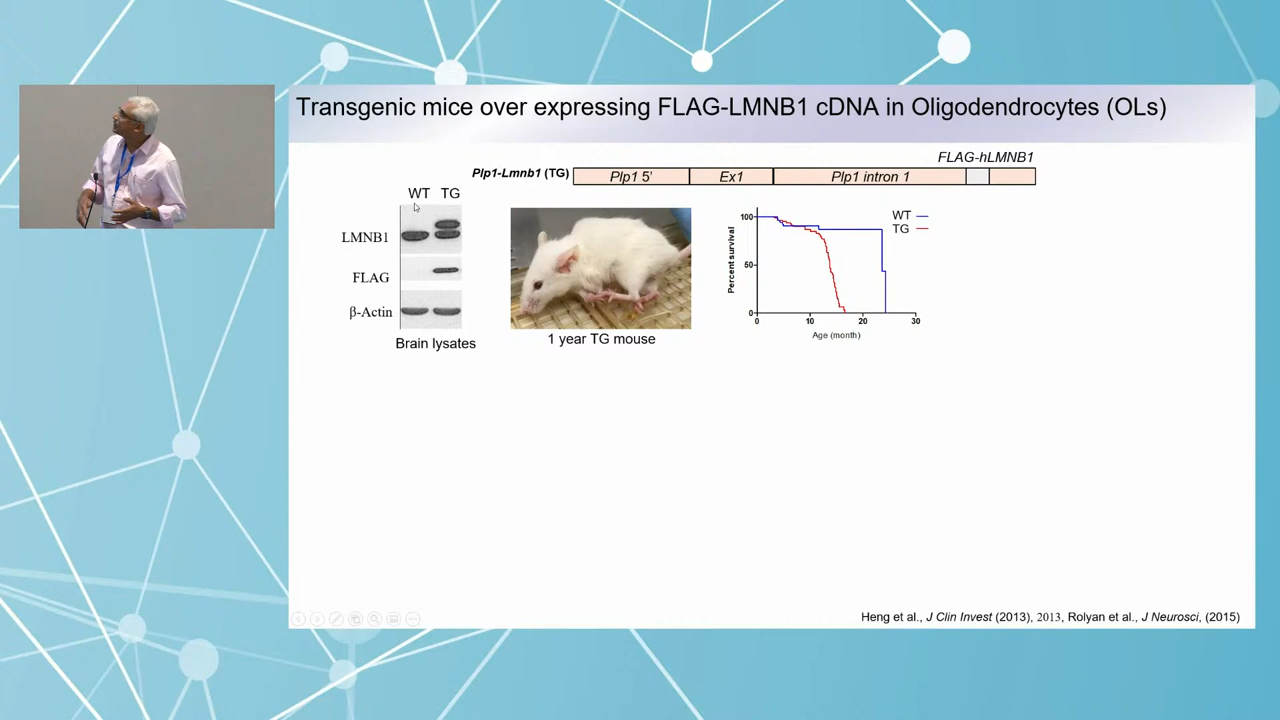 Transgenic mice over expressing FLAG-LMNB1 cDNA in Oligodendrocytes (OLs)
FLAG-hLMNB1
Plp1-Lmnb1 (TG)
Plp1 5'
Ex1
Plp1 intron 1
WT TG
LMNB1
FLAG
β-Actin
Brain lysates
1 year TG mouse
WT
TG
Percent survival
100
50
0
0 10 20 30
Age (month)
Heng et al., J Clin Invest (2013), 2013, Rolyan et al., J Neurosci, (2015)